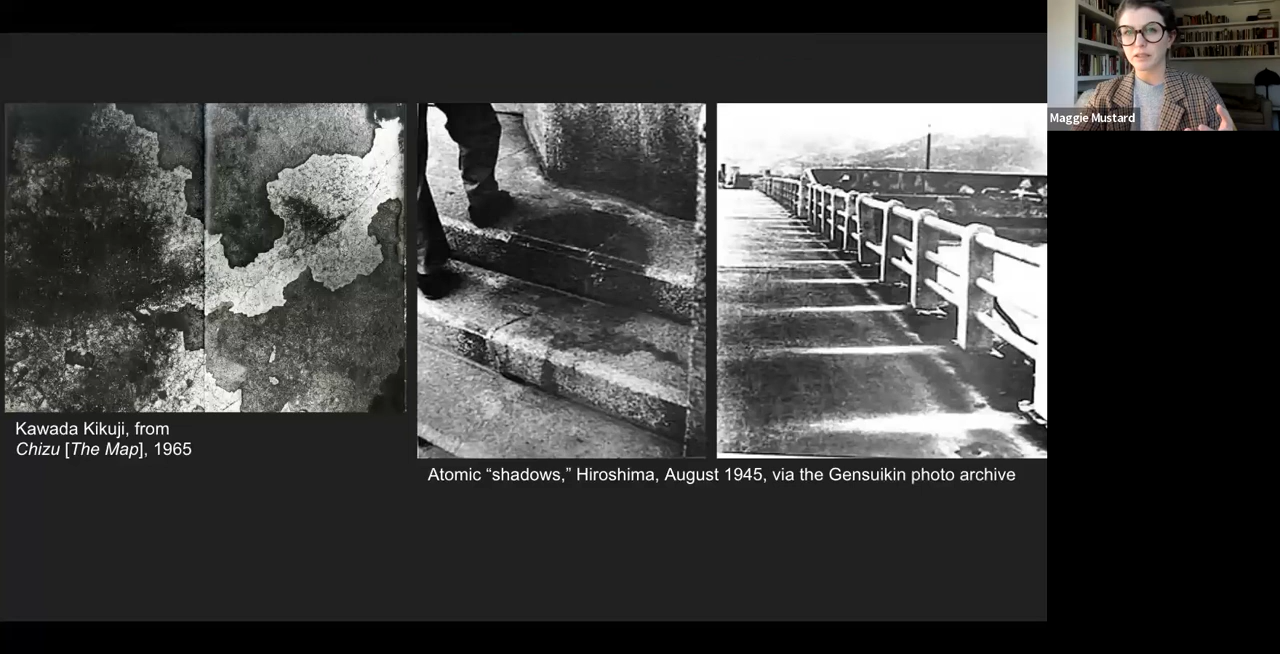 Maggie Mustard
Kawada Kikuji, from
Chizu [The Map], 1965
Atomic “shadows,” Hiroshima, August 1945, via the Gensuikin photo archive